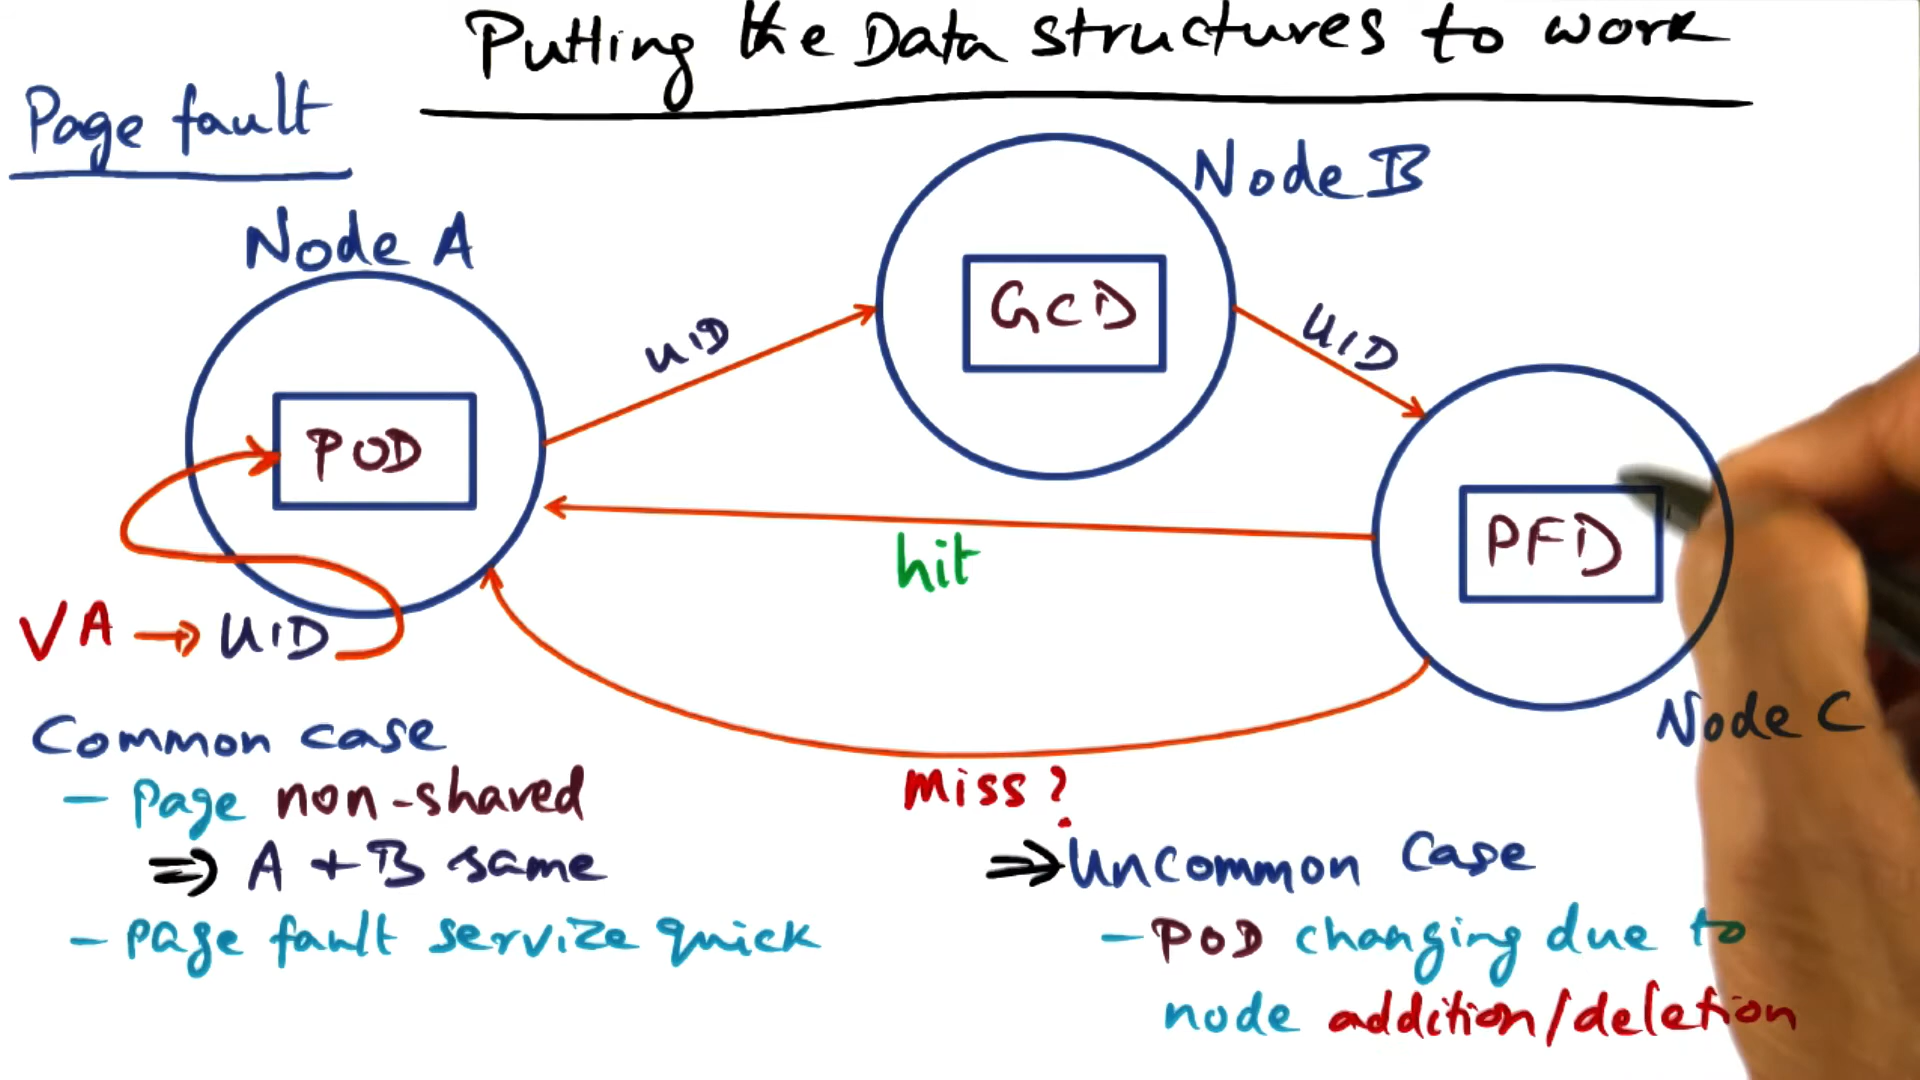 Putting the Data structures to work
Page fault
Node A
Node B
GCD
UID
UID
POD
PFD
hit
VA → UID
Node C
Common case
- page non-shared
⇒ A + B same
- page fault service quick
Miss?
⇒ Uncommon case
- POD changing due to
node addition/deletion